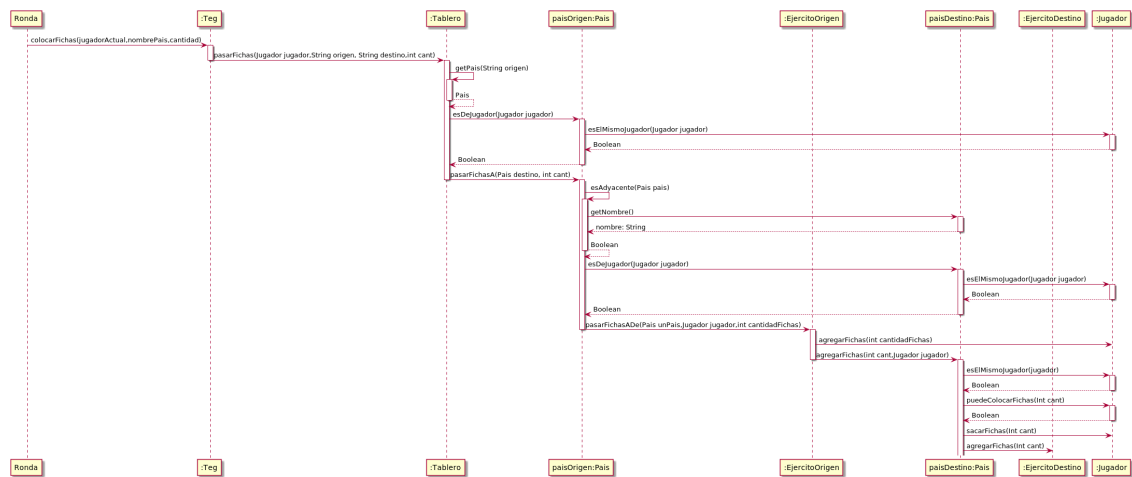 Ronda
:Teg
:Tablero
paisOrigen:Pais
:EjercitoOrigen
paisDestino:Pais
:EjercitoDestino
:Jugador
colocarFichas(jugadorActual,nombrePais,cantidad)
pasarFichas(Jugador jugador,String origen, String destino,int cant)
getPais(String origen)
Pais
esDeJugador(Jugador jugador)
esElMismoJugador(Jugador jugador)
Boolean
Boolean
pasarFichasA(Pais destino, int cant)
esAdyacente(Pais pais)
getNombre()
nombre: String
Boolean
esDeJugador(Jugador jugador)
esElMismoJugador(Jugador jugador)
Boolean
Boolean
pasarFichasADe(Pais unPais,Jugador jugador,int cantidadFichas)
agregarFichas(int cantidadFichas)
agregarFichas(int cant,Jugador jugador)
esElMismoJugador(jugador)
Boolean
puedeColocarFichas(Int cant)
Boolean
sacarFichas(Int cant)
agregarFichas(Int cant)
Ronda
:Teg
:Tablero
paisOrigen:Pais
:EjercitoOrigen
paisDestino:Pais
:EjercitoDestino
:Jugador